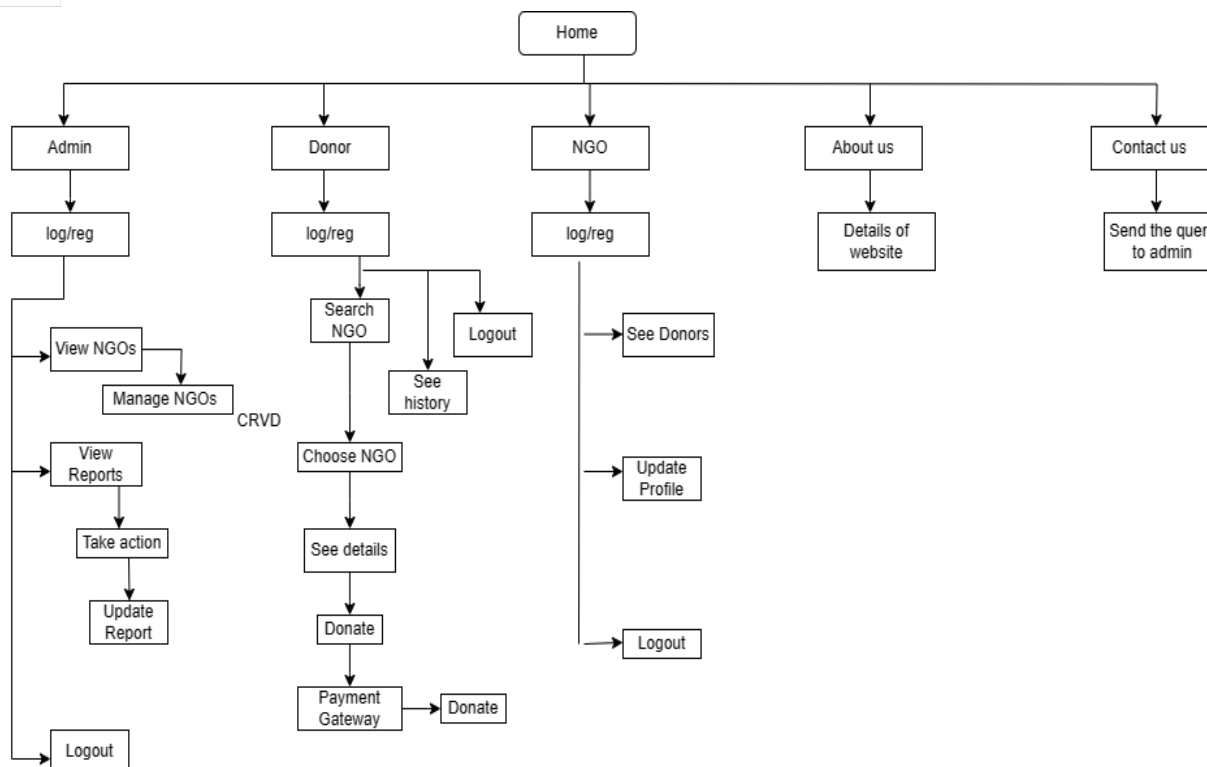 Home
Admin
Donor
NGO
About us
Contact us
log/reg
log/reg
log/reg
Details of
website
Send the quer
to admin
Search
NGO
Logout
See Donors
View NGOs
See
history
Manage NGOs
CRVD
View
Reports
Choose NGO
Update
Profile
Take action
See details
Update
Report
Donate
Logout
Payment
Gateway
Donate
Logout